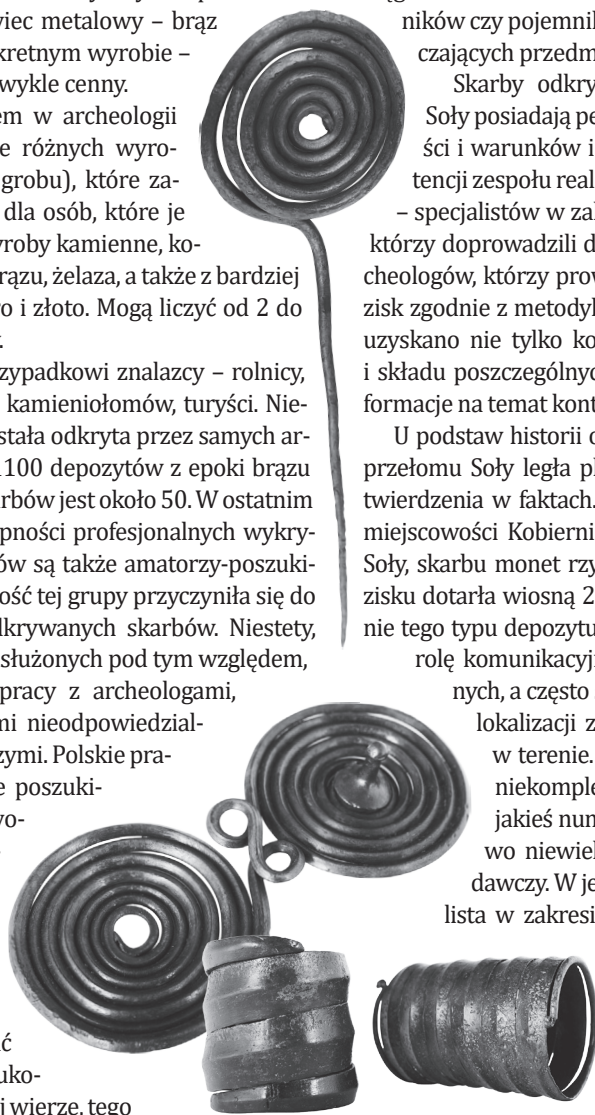 wiec metalowy – brąz
kretnym wyrobie –
wykle cenny.
em w archeologii
e różnych wyro-
grobu), które za-
dla osób, które je
yroby kamienne, ko-
rązu, żelaza, a także z bardziej
o i złoto. Mogą liczyć od 2 do
zypadkowi znalazcy – rolnicy,
kamieniołomów, turyści. Nie-
stała odkryta przez samych ar-
1100 depozytów z epoki brązu
arbów jest około 50. W ostatnim
pności profesjonalnych wykry-
ów są także amatorzy-poszuki-
ość tej grupy przyczyniła się do
dkrywanych skarbów. Niestety,
służonych pod tym względem,
pracy z archeologami,
mi nieodpowiedzial-
zymi. Polskie pra-
e poszuki-
wo-
ć
uko-
j wierze, tego
ników czy pojemnik
czających przedm
Skarby odkry
Soły posiadają pe
ści i warunków i
tencji zespołu real
– specjalistów w zal
którzy doprowadzili d
cheologów, którzy prow
zisk zgodnie z metodyk
uzyskano nie tylko ko
i składu poszczególnyc
formacje na temat kont
U podstaw historii o
przełomu Soły legła pl
twierdzenia w faktach.
miejscowości Kobierni
Soły, skarbu monet rzy
zisku dotarła wiosną 2
nie tego typu depozytu
rolę komunikacyj
nych, a często
lokalizacji z
w terenie.
niekomple
jakieś num
wo niewiel
dawczy. W je
lista w zakresi